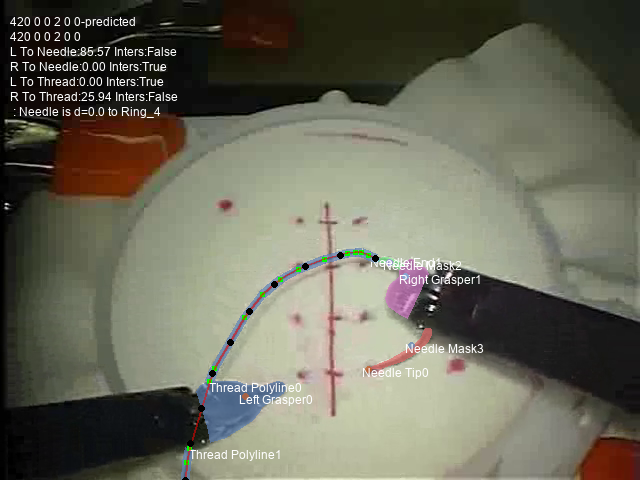 420 0 0 2 0 0-predicted
420 0 0 2 0 0
L To Needle:85.57 Inters:False
R To Needle:0.00 Inters:True
L To Thread:0.00 Inters:True
R To Thread:25.94 Inters:False
: Needle is d=0.0 to Ring_4
Needle End1
Needle Mask2
Right Grasper1
Needle Mask3
Needle Tip0
Thread Polyline0
Left Grasper0
Thread Polyline1